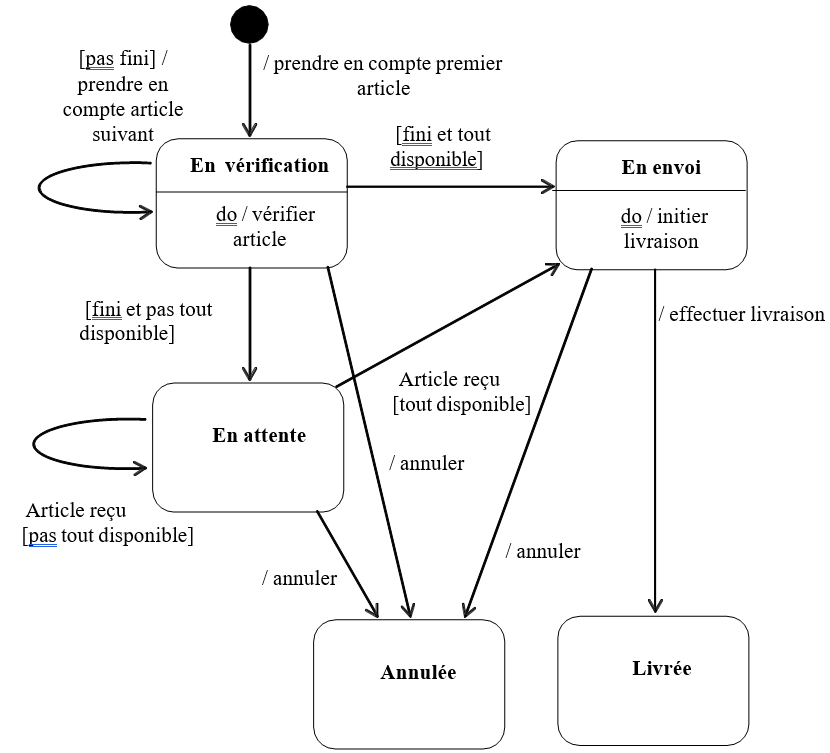 [pas fini] /
prendre en
compte article
suivant
/ prendre en compte premier
article
[fini et tout
disponible]
En vérification
do / vérifier
article
En envoi
do / initier
livraison
[fini et pas tout
disponible]
/ effectuer livraison
Article reçu
[tout disponible]
En attente
/ annuler
Article reçu
[pas tout disponible]
/ annuler
/ annuler
Annulée
Livrée